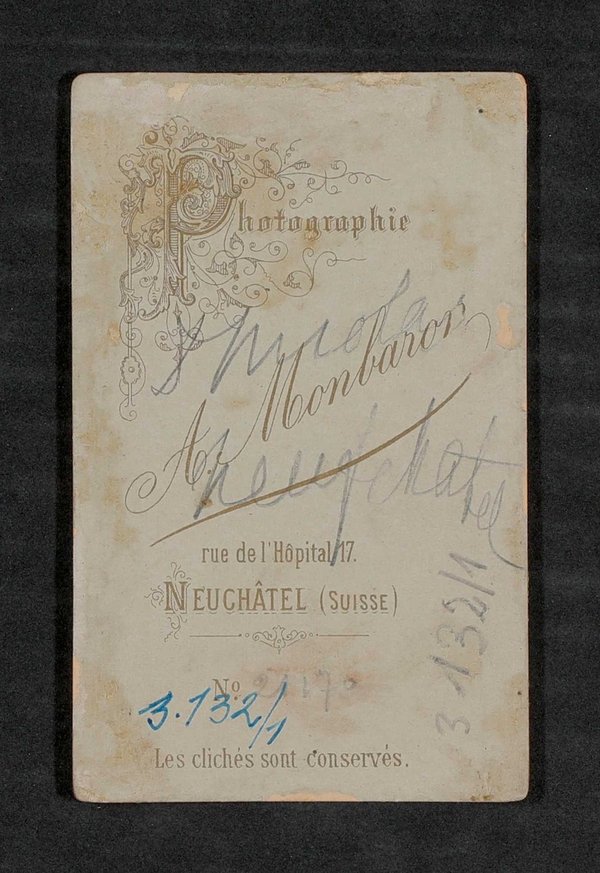 Photographie
A. Monbaron
Neufchatel
rue de l'Hôpital 17.
NEUCHÂTEL (SUISSE)
3 132/1
No
3.132/1
Les clichés sont conservés.